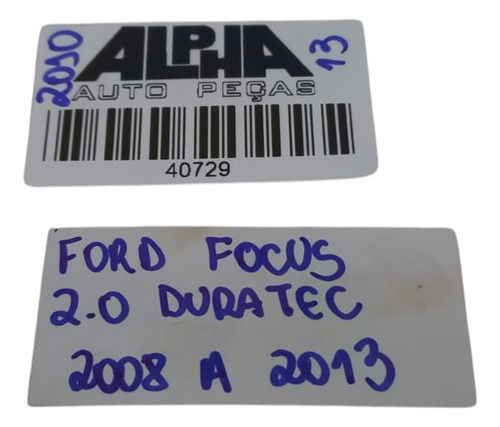 2010
ALPHA
13
AUTO PEÇAS
40729
FORD FOCUS
2.0 DURATEC
2008 A 2013